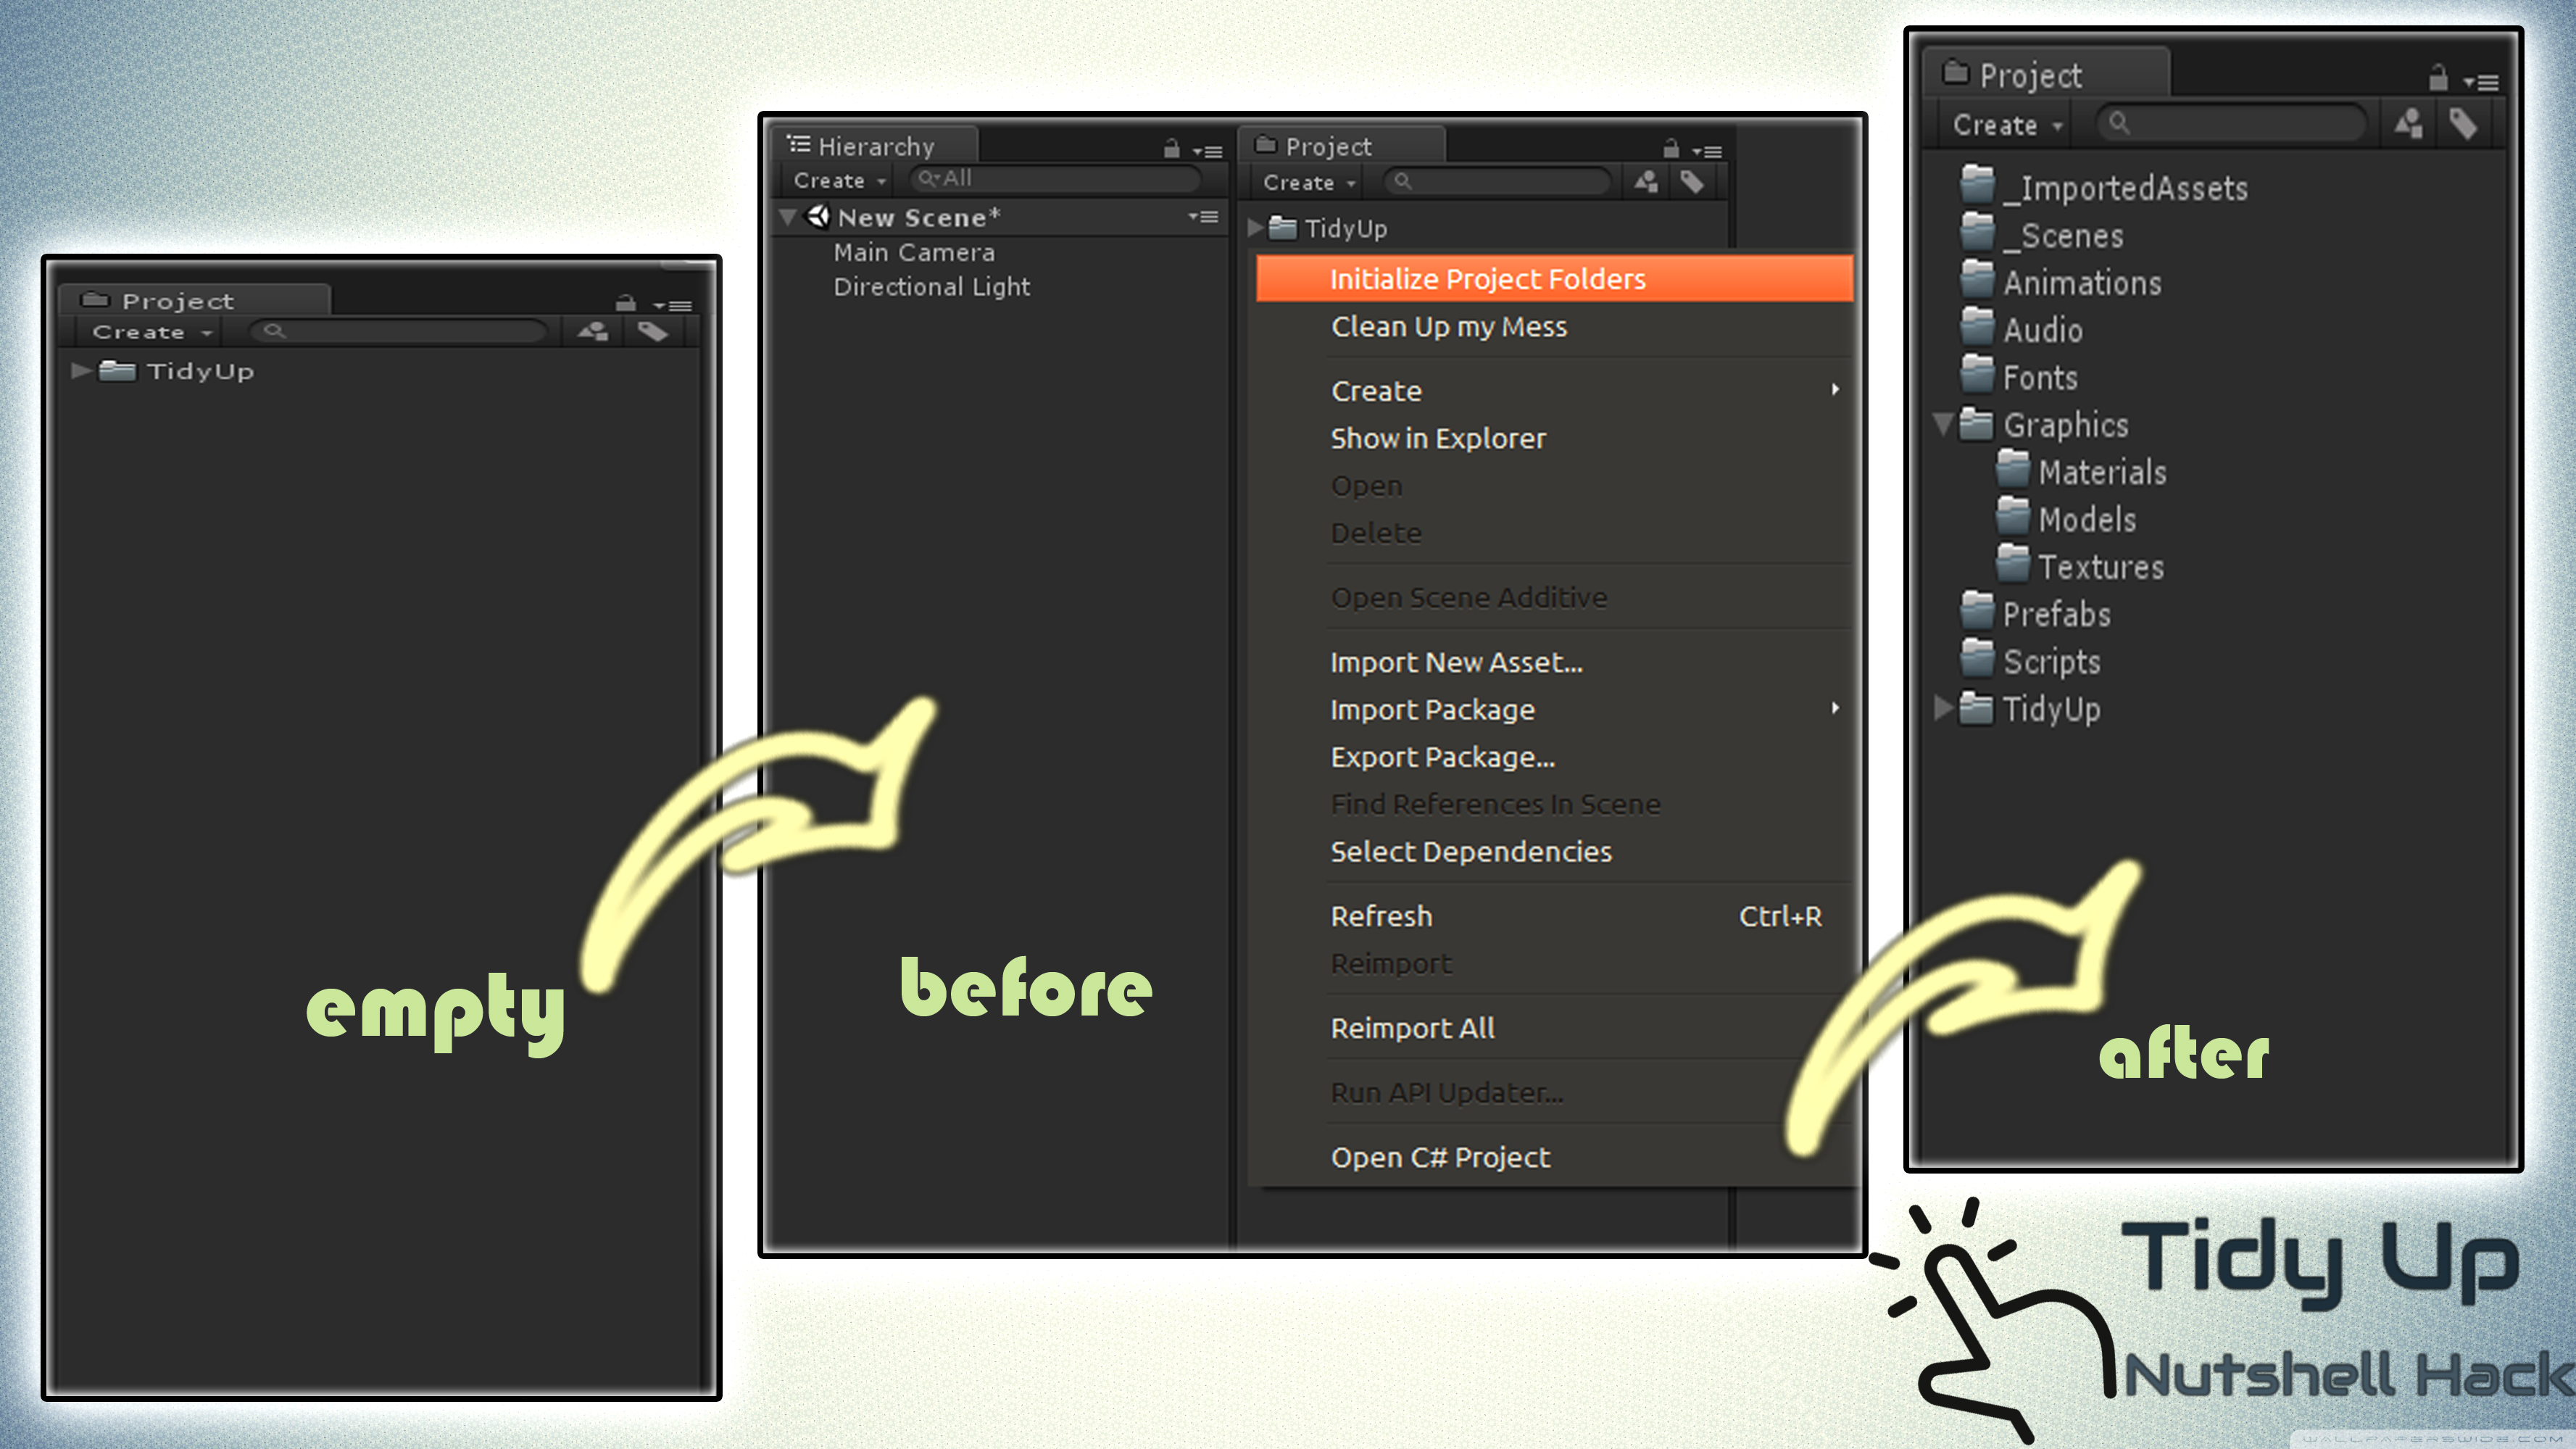 Project
Create
TidyUp
empty
Hierarchy
Create
All
New Scene*
Main Camera
Directional Light
before
Project
Create
TidyUp
Initialize Project Folders
Clean Up my Mess
Create
Show in Explorer
Open
Delete
Open Scene Additive
Import New Asset...
Import Package
Export Package...
Find References In Scene
Select Dependencies
Refresh Ctrl+R
Reimport
Reimport All
Run API Updater...
Open C# Project
Project
Create
_ImportedAssets
_Scenes
Animations
Audio
Fonts
Graphics
Materials
Models
Textures
Prefabs
Scripts
TidyUp
after
Tidy Up
Nutshell Hack
WALLPAPERSWIDE.COM